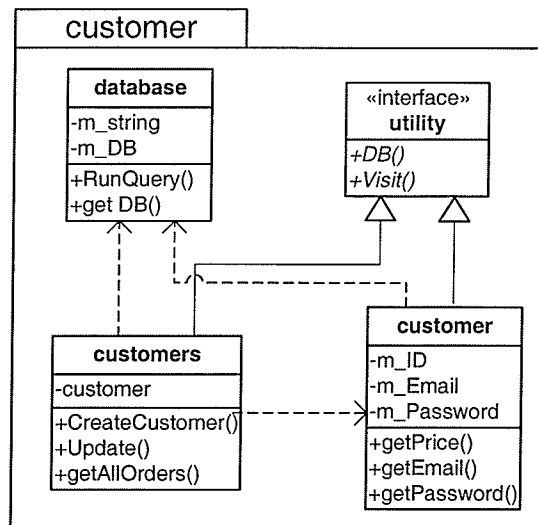 customer
database
-m_string
-m_DB
+RunQuery()
+get DB()
«interface»
utility
+DB()
+Visit()
customers
-customer
+CreateCustomer()
+Update()
+getAllOrders()
customer
-m_ID
-m_Email
-m_Password
+getPrice()
+getEmail()
+getPassword()